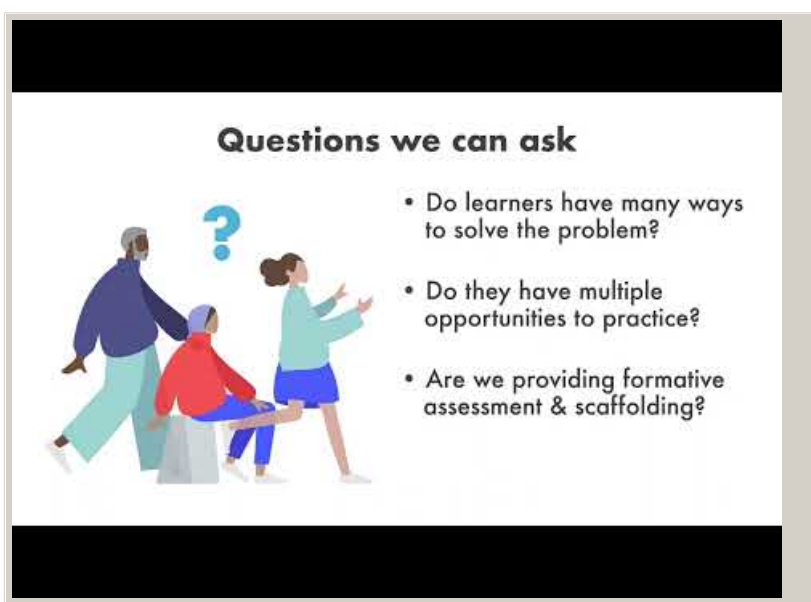 Questions we can ask
?
• Do learners have many ways
to solve the problem?
• Do they have multiple
opportunities to practice?
• Are we providing formative
assessment & scaffolding?